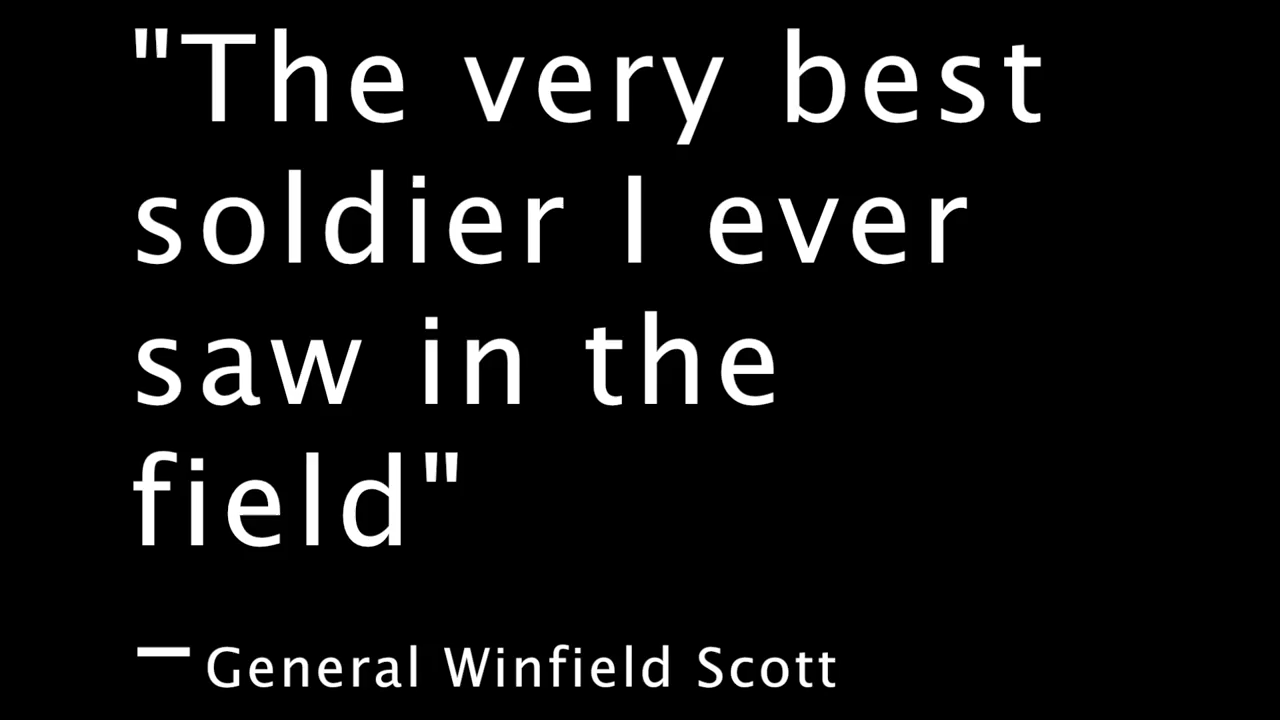 "The very best
soldier I ever
saw in the
field"
– General Winfield Scott